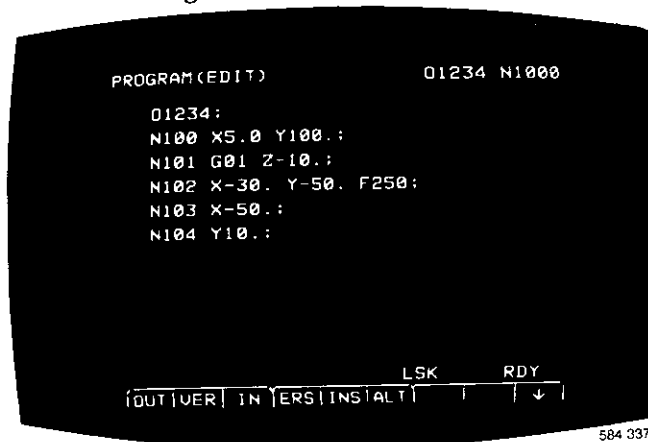 PROGRAM(EDIT) O1234 N1000
O1234;
N100 X5.0 Y100.;
N101 G01 Z-10.;
N102 X-30. Y-50. F250;
N103 X-50.;
N104 Y10.;
LSK RDY
OUT VER IN ERS INS ALT ↓
584 337